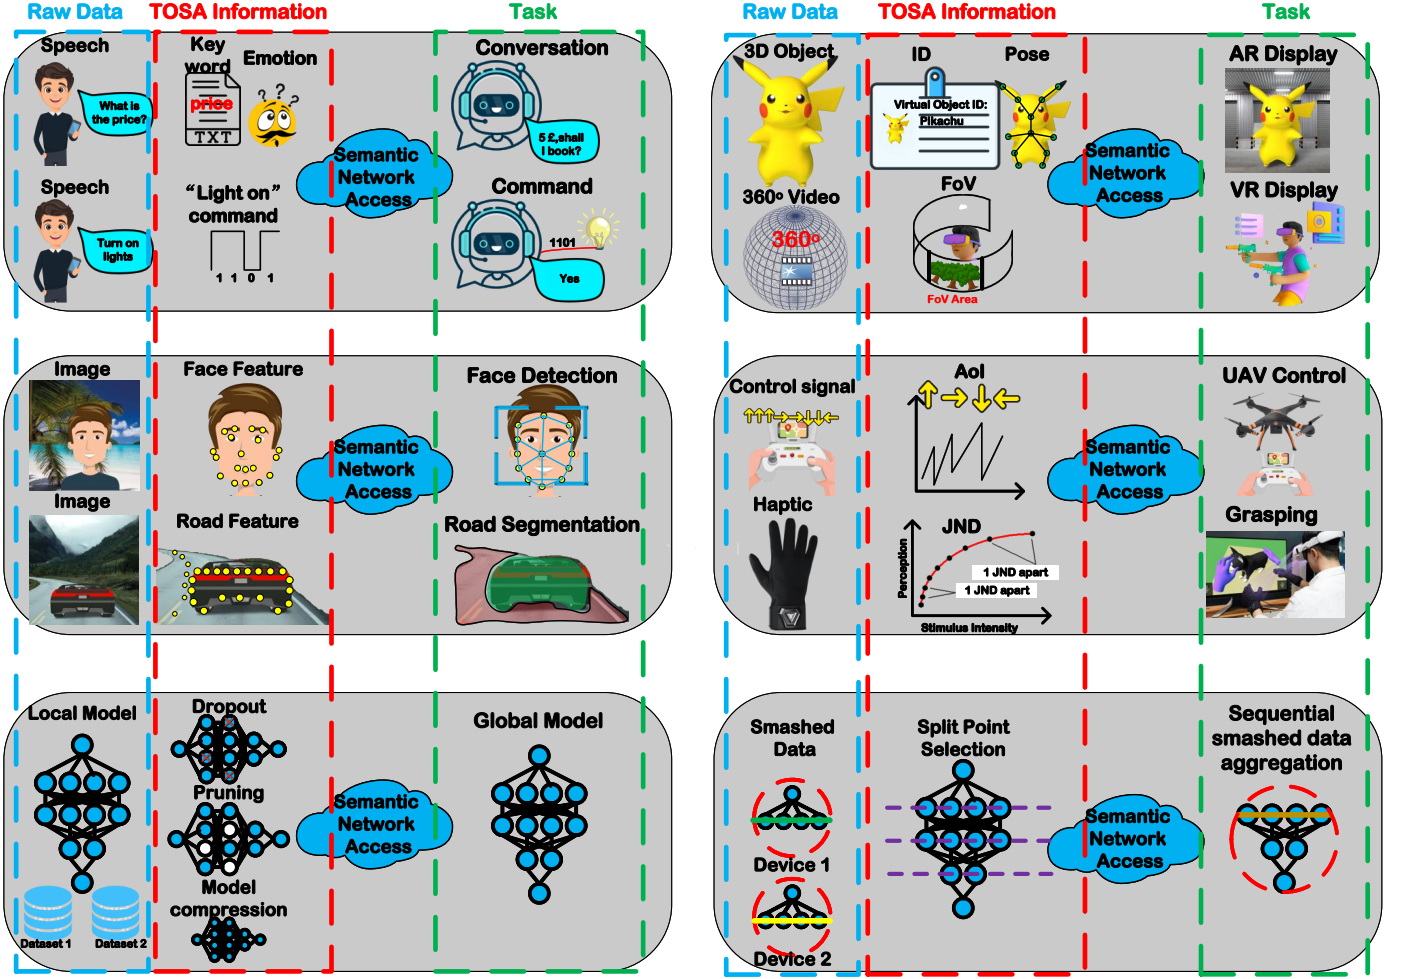 Raw Data
TOSA Information
Task
Speech
Key
word
Emotion
Conversation
What is
the price?
price
TXT
? ? ?
5 £,shall
I book?
Semantic
Network
Access
Speech
Turn on
lights
“Light on”
command
1 1 0 1
Command
1101
Yes
Image
Face Feature
Face Detection
Semantic
Network
Access
Image
Road Feature
Road Segmentation
Local Model
Dropout
Global Model
Pruning
Semantic
Network
Access
Model
compression
Dataset 1
Dataset 2
Raw Data
TOSA Information
Task
3D Object
ID
Pose
AR Display
Virtual Object ID:
Pikachu
Semantic
Network
Access
360º Video
360º
FoV
FoV Area
VR Display
Control signal
AoI
UAV Control
Semantic
Network
Access
Haptic
JND
Perception
1 JND apart
1 JND apart
Stimulus Intensity
Grasping
Smashed
Data
Split Point
Selection
Sequential
smashed data
aggregation
Semantic
Network
Access
Device 1
Device 2